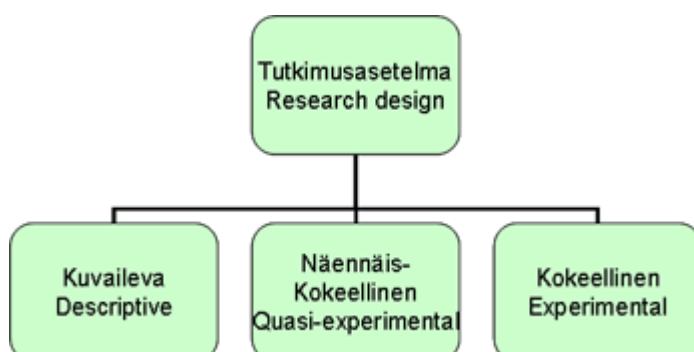 Tutkimusasetelma
Research design
Kuvaileva
Descriptive
Näennäis-
Kokeellinen
Quasi-experimental
Kokeellinen
Experimental